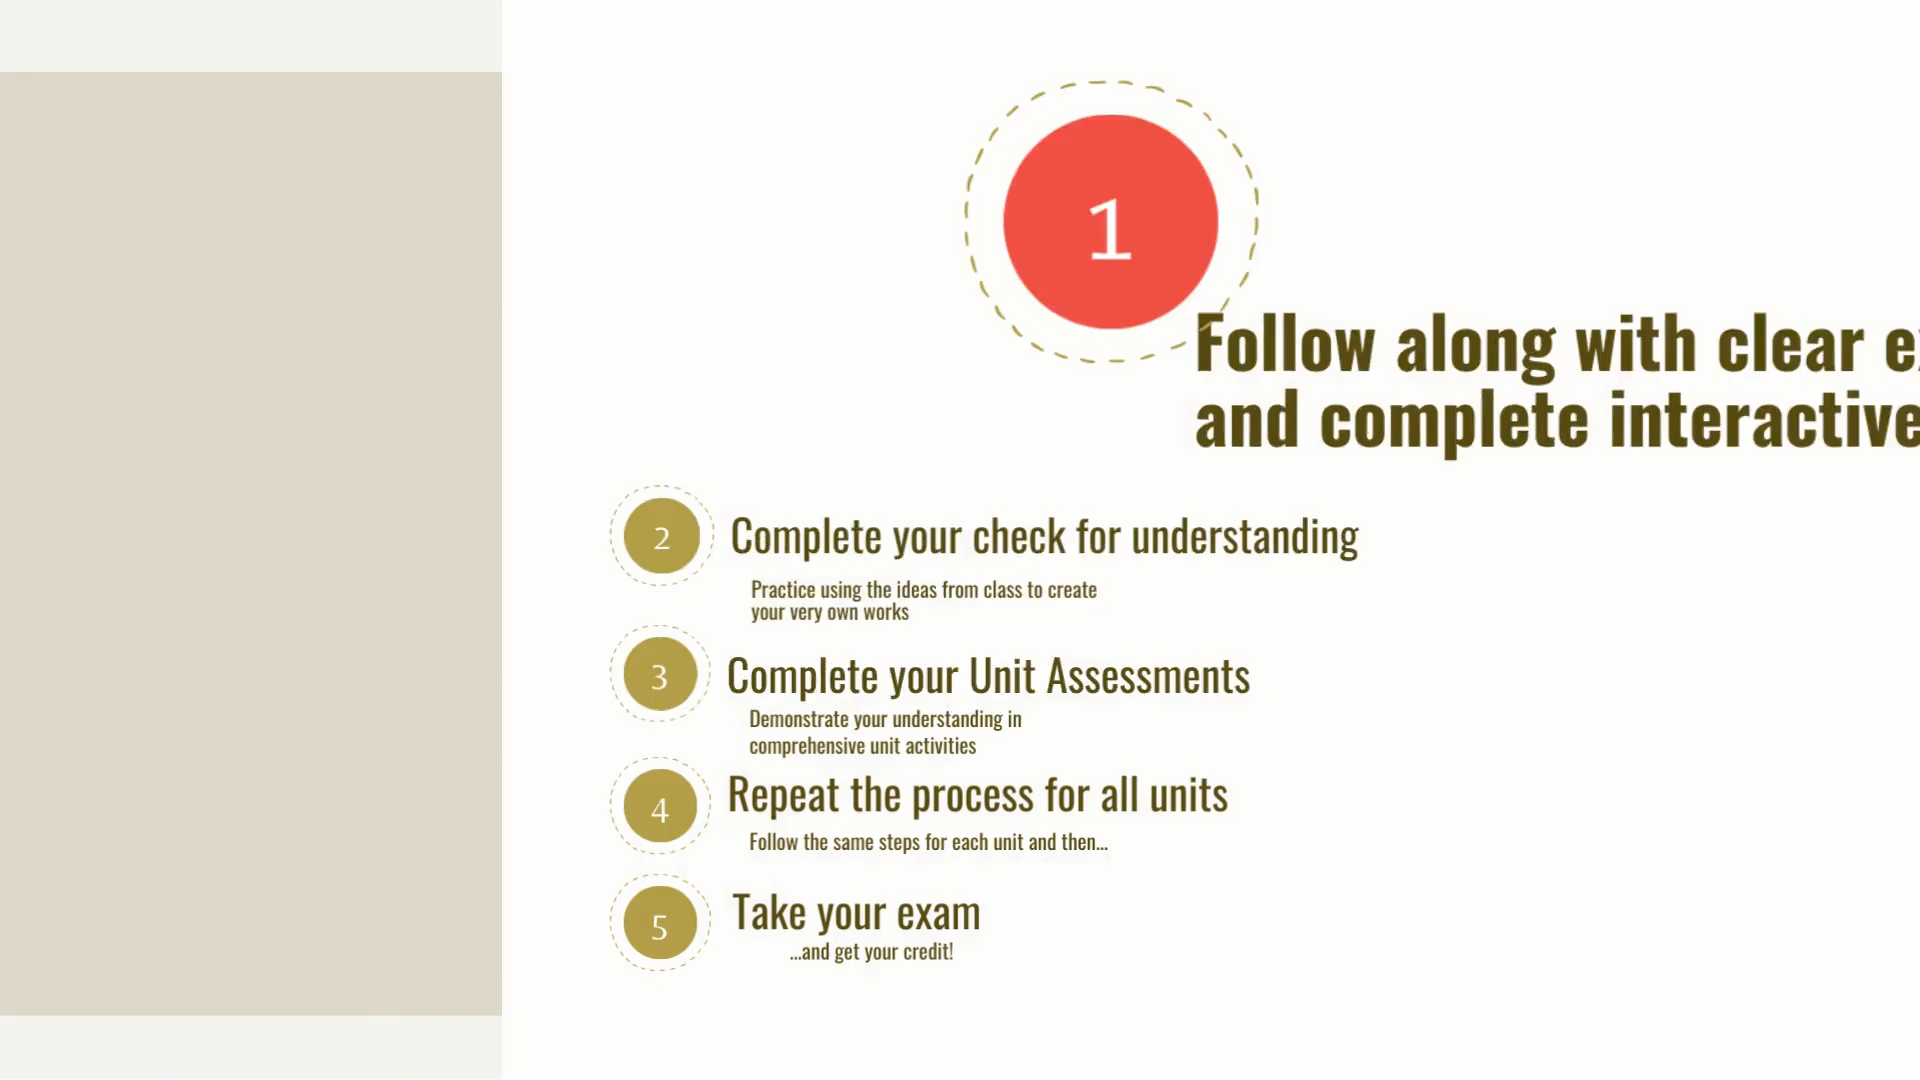 1
Follow along with clear
and complete interactive
2
Complete your check for understanding
Practice using the ideas from class to create
your very own works
3
Complete your Unit Assessments
Demonstrate your understanding in
comprehensive unit activities
4
Repeat the process for all units
Follow the same steps for each unit and then...
5
Take your exam
...and get your credit!